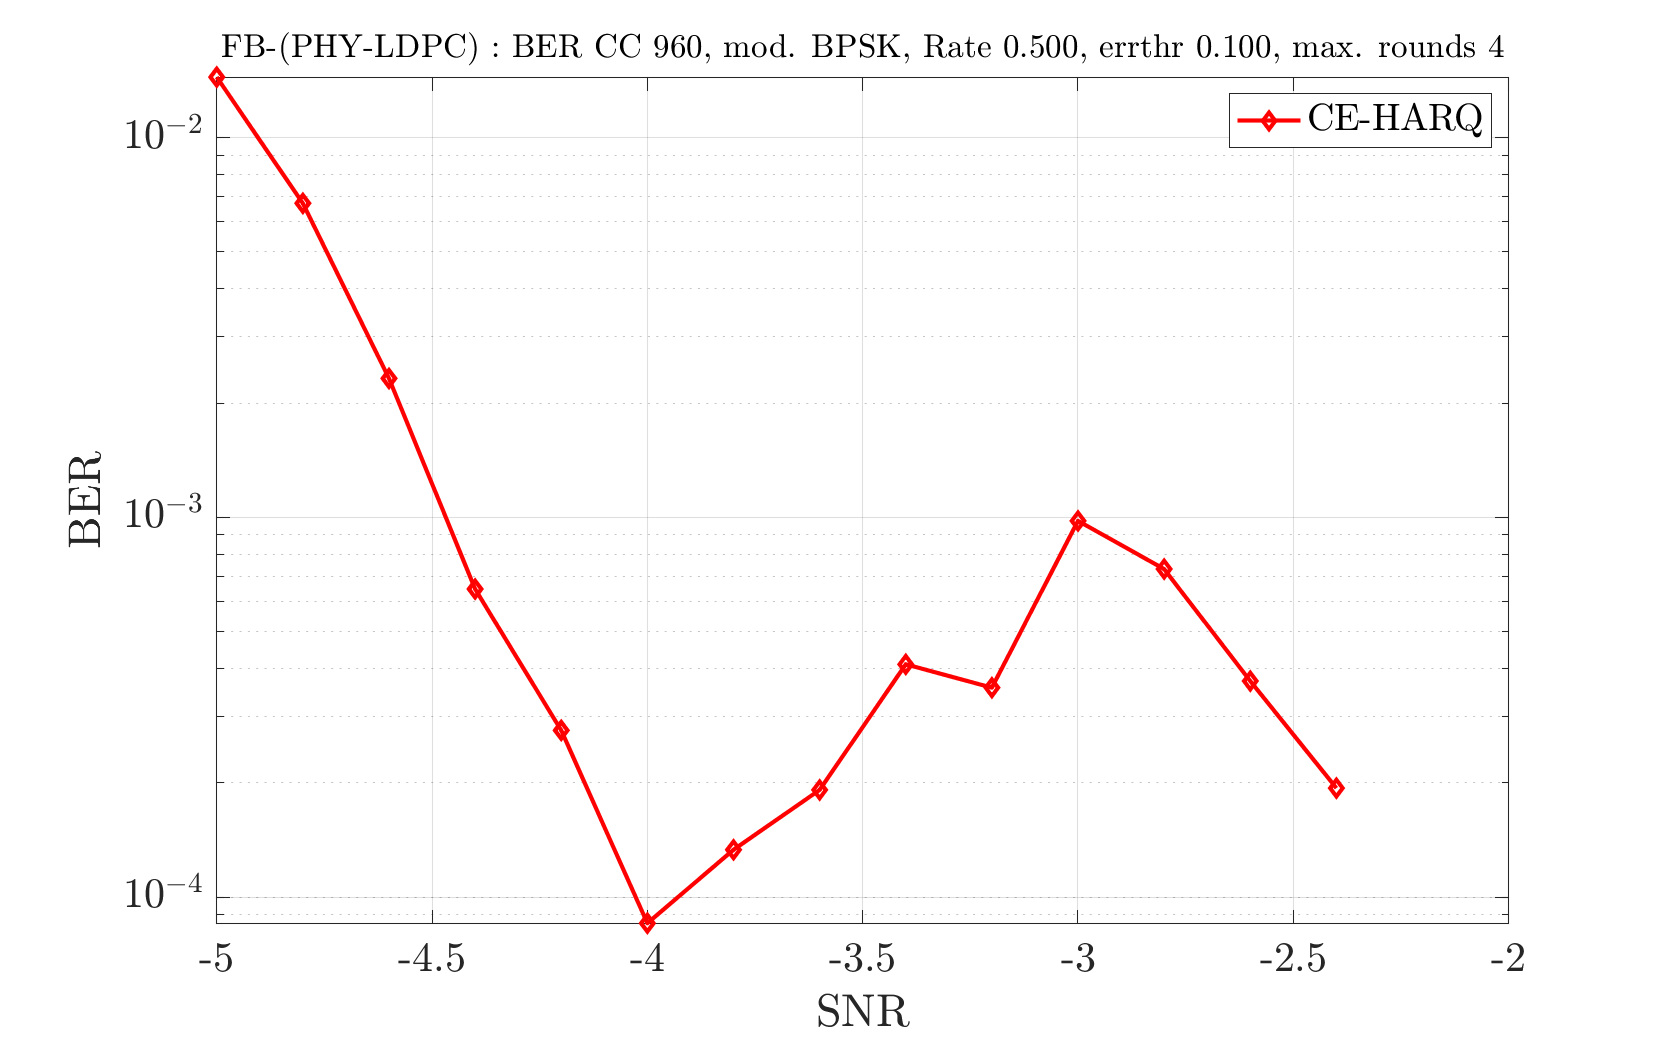 FB-(PHY-LDPC) : BER CC 960, mod. BPSK, Rate 0.500, errthr 0.100, max. rounds 4
CE-HARQ
10^{-2}
10^{-3}
10^{-4}
BER
-5 -4.5 -4 -3.5 -3 -2.5 -2
SNR